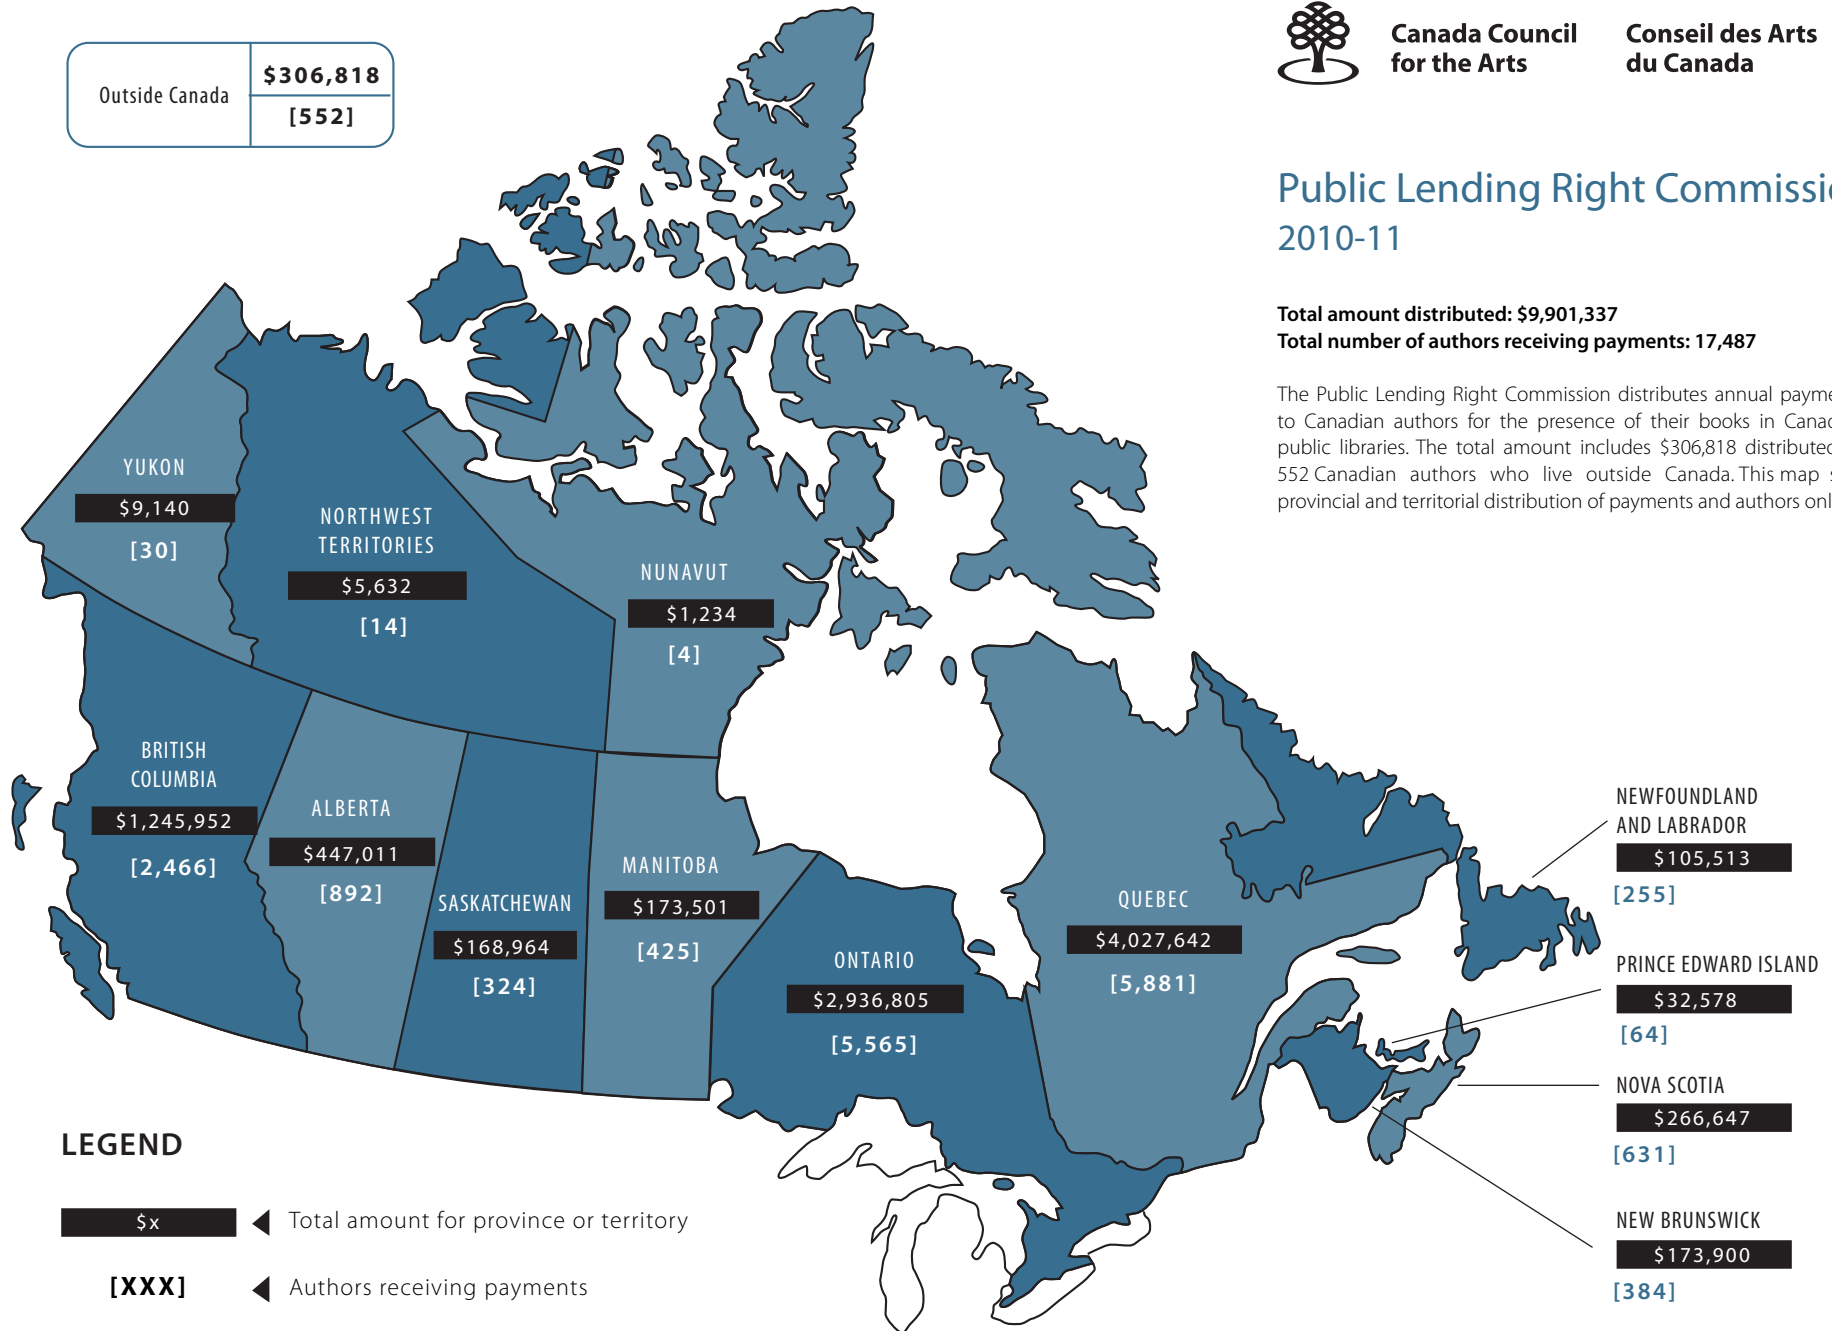 Outside Canada
$306,818
[552]
Canada Council
for the Arts
Conseil des Arts
du Canada
Public Lending Right
2010-11
Total amount distributed: $9,901,337
Total number of authors receiving payments: 17,487
The Public Lending Right Commission distributes annual
to Canadian authors for the presence of their books in
public libraries. The total amount includes $306,818 distributed
552 Canadian authors who live outside Canada. This map
provincial and territorial distribution of payments and authors
YUKON
$9,140
[30]
NORTHWEST
TERRITORIES
$5,632
[14]
NUNAVUT
$1,234
[4]
BRITISH
COLUMBIA
$1,245,952
[2,466]
ALBERTA
$447,011
[892]
SASKATCHEWAN
$168,964
[324]
MANITOBA
$173,501
[425]
ONTARIO
$2,936,805
[5,565]
QUEBEC
$4,027,642
[5,881]
NEWFOUNDLAND
AND LABRADOR
$105,513
[255]
PRINCE EDWARD ISLAND
$32,578
[64]
NOVA SCOTIA
$266,647
[631]
NEW BRUNSWICK
$173,900
[384]
LEGEND
$x
Total amount for province or territory
[XXX]
Authors receiving payments